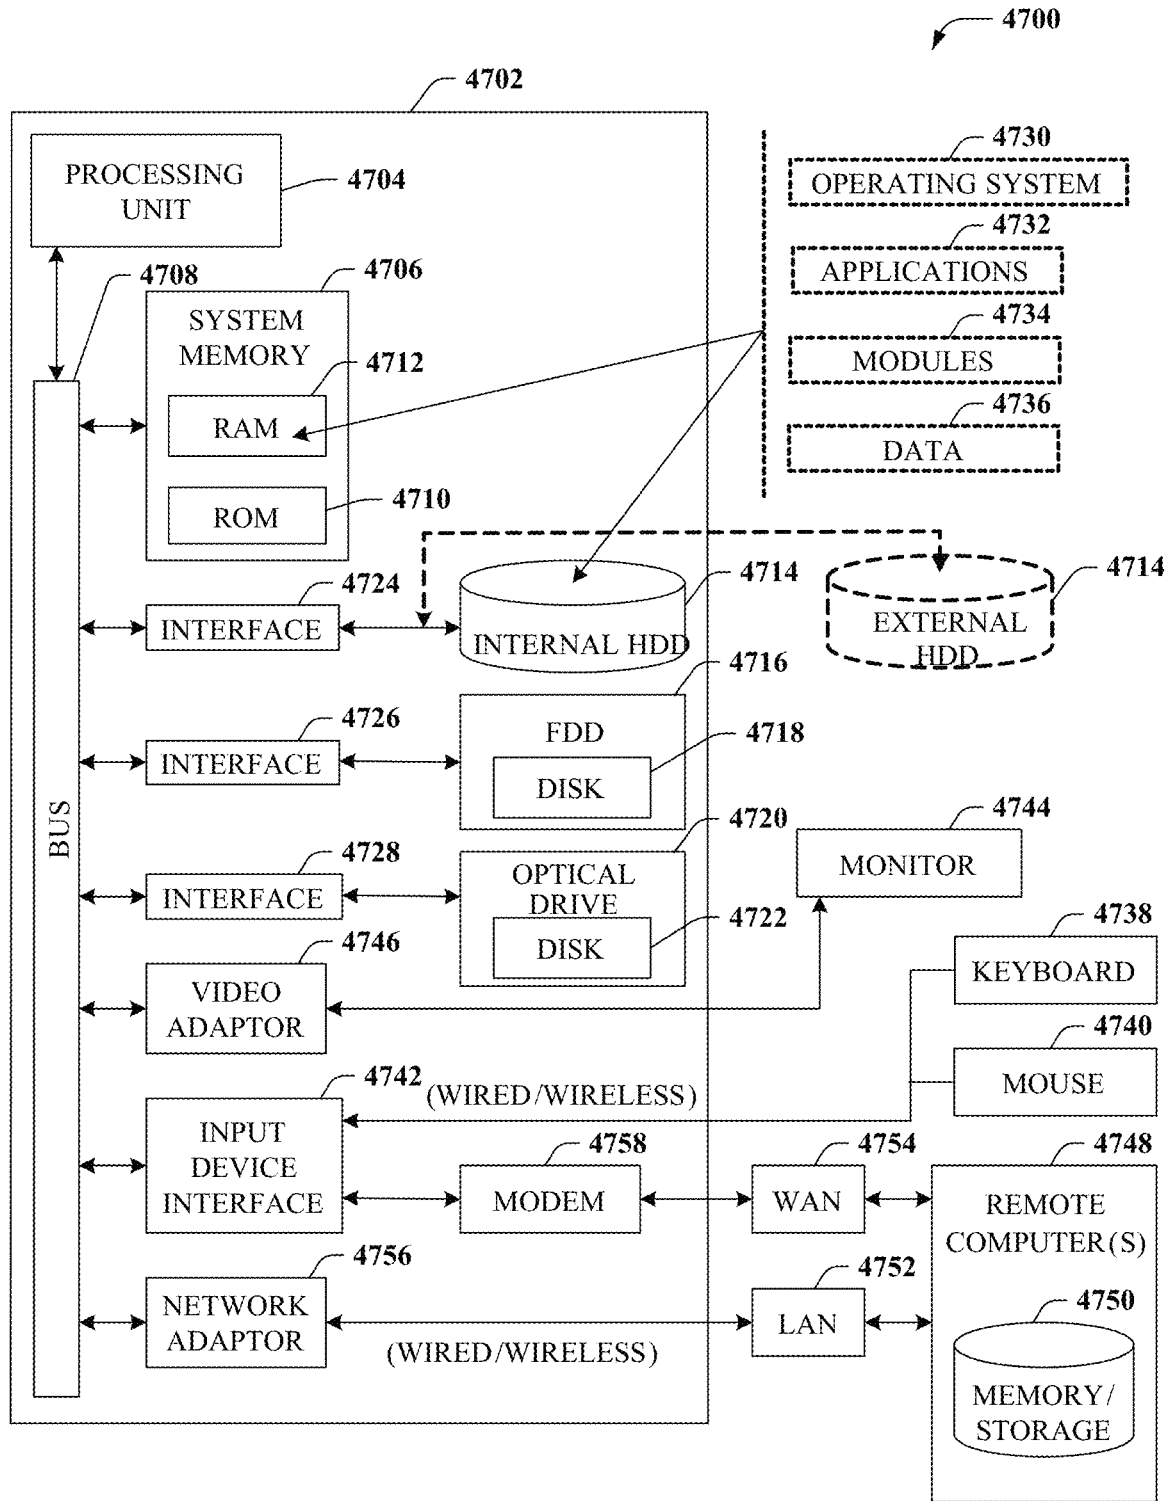 4700
4702
PROCESSING
UNIT
4704
4708
4706
SYSTEM
MEMORY
4712
RAM
4710
ROM
4730
OPERATING SYSTEM
4732
APPLICATIONS
4734
MODULES
4736
DATA
4724
INTERFACE
4714
INTERNAL HDD
4714
EXTERNAL
HDD
4716
FDD
4718
DISK
4726
INTERFACE
BUS
4720
OPTICAL
DRIVE
4722
DISK
4728
INTERFACE
4744
MONITOR
4746
VIDEO
ADAPTOR
4738
KEYBOARD
4740
MOUSE
4742
(WIRED/WIRELESS)
INPUT
DEVICE
INTERFACE
4758
MODEM
4754
WAN
4748
REMOTE
COMPUTER(S)
4756
NETWORK
ADAPTOR
(WIRED/WIRELESS)
4752
LAN
4750
MEMORY/
STORAGE